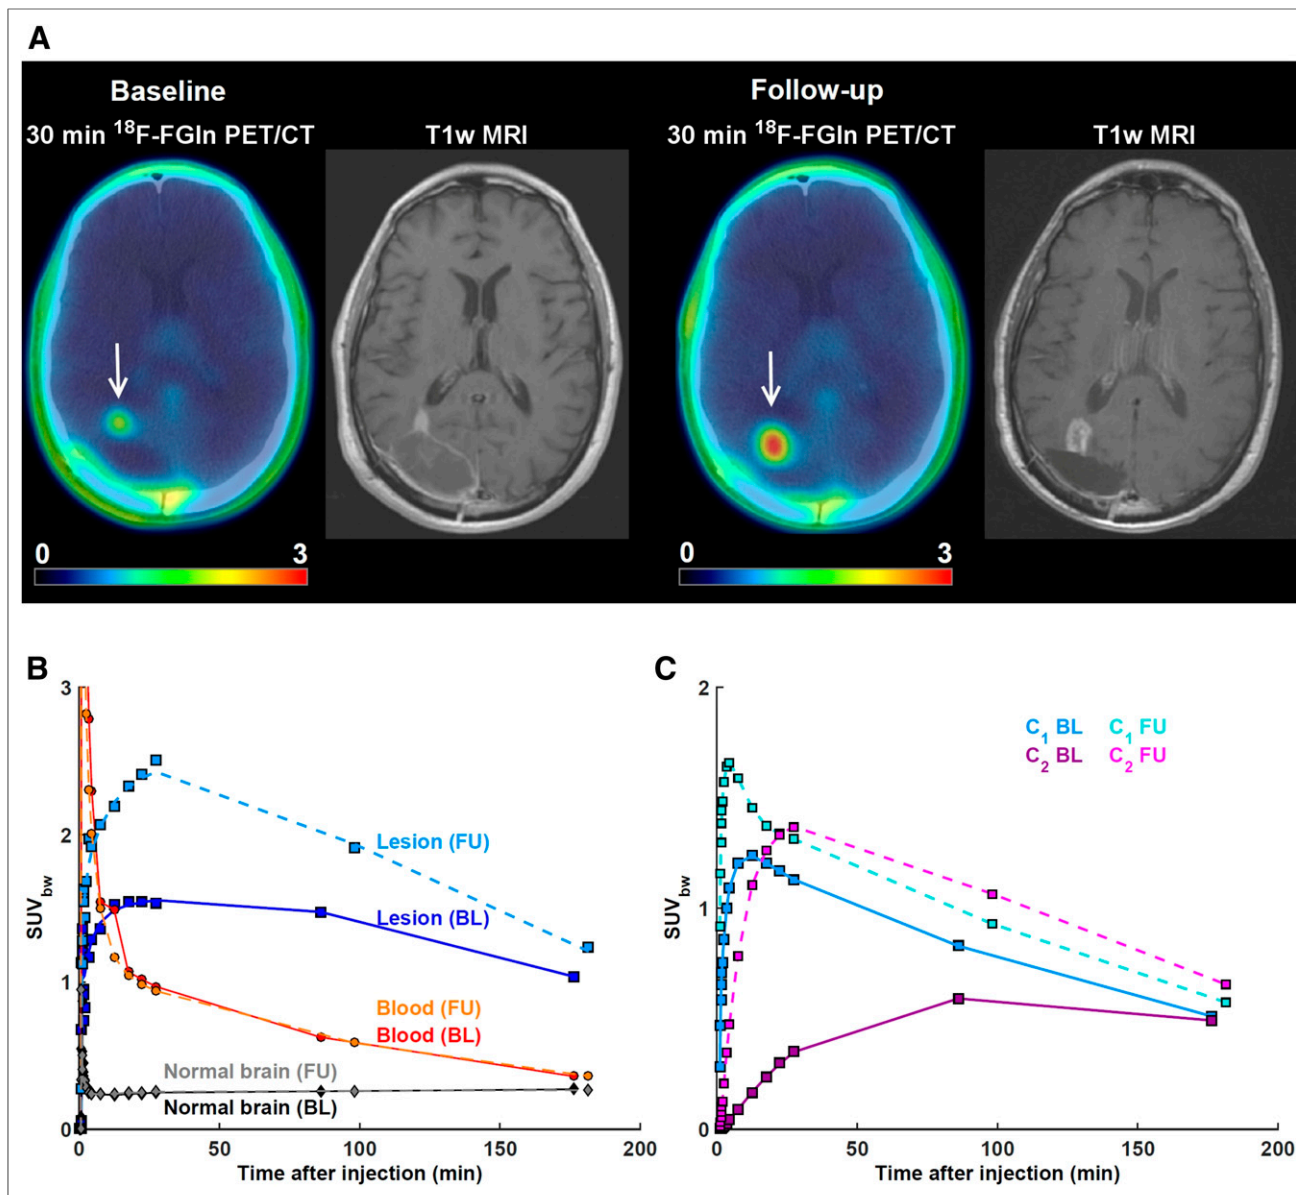 A
Baseline
Follow-up
30 min ¹⁸F-FGln PET/CT
T1w MRI
30 min ¹⁸F-FGln PET/CT
T1w MRI
0
3
0
3
B
3
2
1
0
0
50
100
150
200
SUVbw
Time after injection (min)
Lesion (FU)
Lesion (BL)
Blood (FU)
Blood (BL)
Normal brain (FU)
Normal brain (BL)
C
2
1
0
0
50
100
150
200
SUVbw
Time after injection (min)
C₁ BL
C₁ FU
C₂ BL
C₂ FU